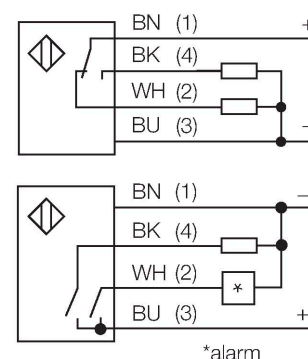 BN (1) +
BK (4)
WH (2)
BU (3) –
BN (1) –
BK (4)
WH (2) *
BU (3) +
*alarm